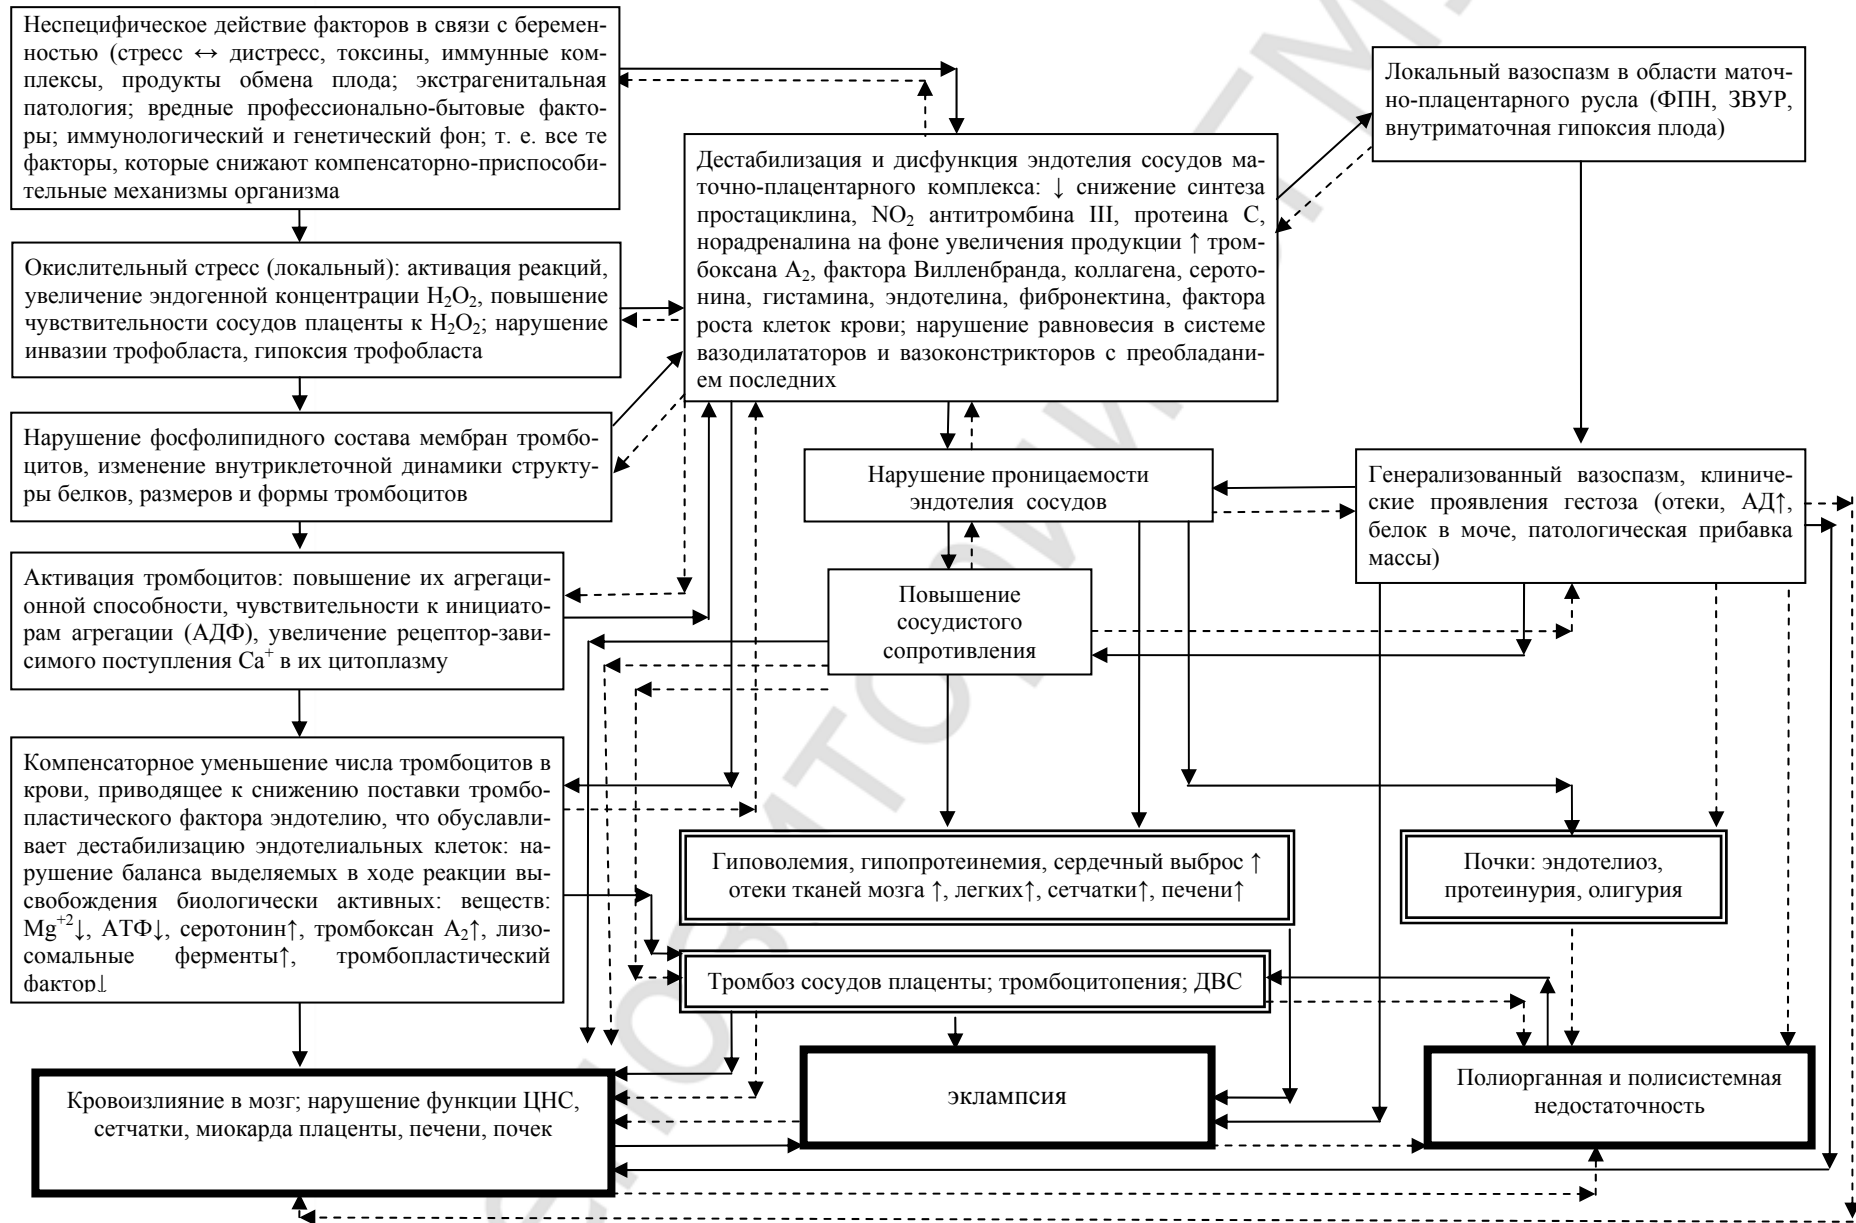 Неспецифическое действие факторов в связи с беремен-
ностью (стресс ↔ дистресс, токсины, иммунные ком-
плексы, продукты обмена плода; экстрагенитальная
патология; вредные профессионально-бытовые факто-
ры; иммунологический и генетический фон; т. е. все те
факторы, которые снижают компенсаторно-приспособи-
тельные механизмы организма
Окислительный стресс (локальный): активация реакций,
увеличение эндогенной концентрации H₂O₂, повышение
чувствительности сосудов плаценты к H₂O₂; нарушение
инвазии трофобласта, гипоксия трофобласта
Нарушение фосфолипидного состава мембран тромбо-
цитов, изменение внутриклеточной динамики структу-
ры белков, размеров и формы тромбоцитов
Активация тромбоцитов: повышение их агрегаци-
онной способности, чувствительности к инициато-
рам агрегации (АДФ), увеличение рецептор-зави-
симого поступления Ca⁺ в их цитоплазму
Компенсаторное уменьшение числа тромбоцитов в
крови, приводящее к снижению поставки тромбо-
пластического фактора эндотелию, что обуславли-
вает дестабилизацию эндотелиальных клеток: на-
рушение баланса выделяемых в ходе реакции вы-
свобождения биологически активных: веществ:
Mg⁺²↓, АТФ↓, серотонин↑, тромбоксан А₂↑, лизо-
сомальные ферменты↑, тромбопластический
фактор↓
Кровоизлияние в мозг; нарушение функции ЦНС,
сетчатки, миокарда плаценты, печени, почек
Дестабилизация и дисфункция эндотелия сосудов ма-
точно-плацентарного комплекса: ↓ снижение синтеза
простациклина, NO₂ антитромбина III, протеина С,
норадреналина на фоне увеличения продукции ↑ тром-
боксана А₂, фактора Вилленбранда, коллагена, серото-
нина, гистамина, эндотелина, фибронектина, фактора
роста клеток крови; нарушение равновесия в системе
вазодилататоров и вазоконстрикторов с преобладани-
ем последних
Нарушение проницаемости
эндотелия сосудов
Повышение
сосудистого
сопротивления
Гиповолемия, гипопротеинемия, сердечный выброс ↑
отеки тканей мозга ↑, легких↑, сетчатки↑, печени↑
Тромбоз сосудов плаценты; тромбоцитопения; ДВС
эклампсия
Локальный вазоспазм в области маточ-
но-плацентарного русла (ФПН, ЗВУР,
внутриматочная гипоксия плода)
Генерализованный вазоспазм, клиниче-
ские проявления гестоза (отеки, АД↑,
белок в моче, патологическая прибавка
массы)
Почки: эндотелиоз,
протеинурия, олигурия
Полиорганная и полисистемная
недостаточность